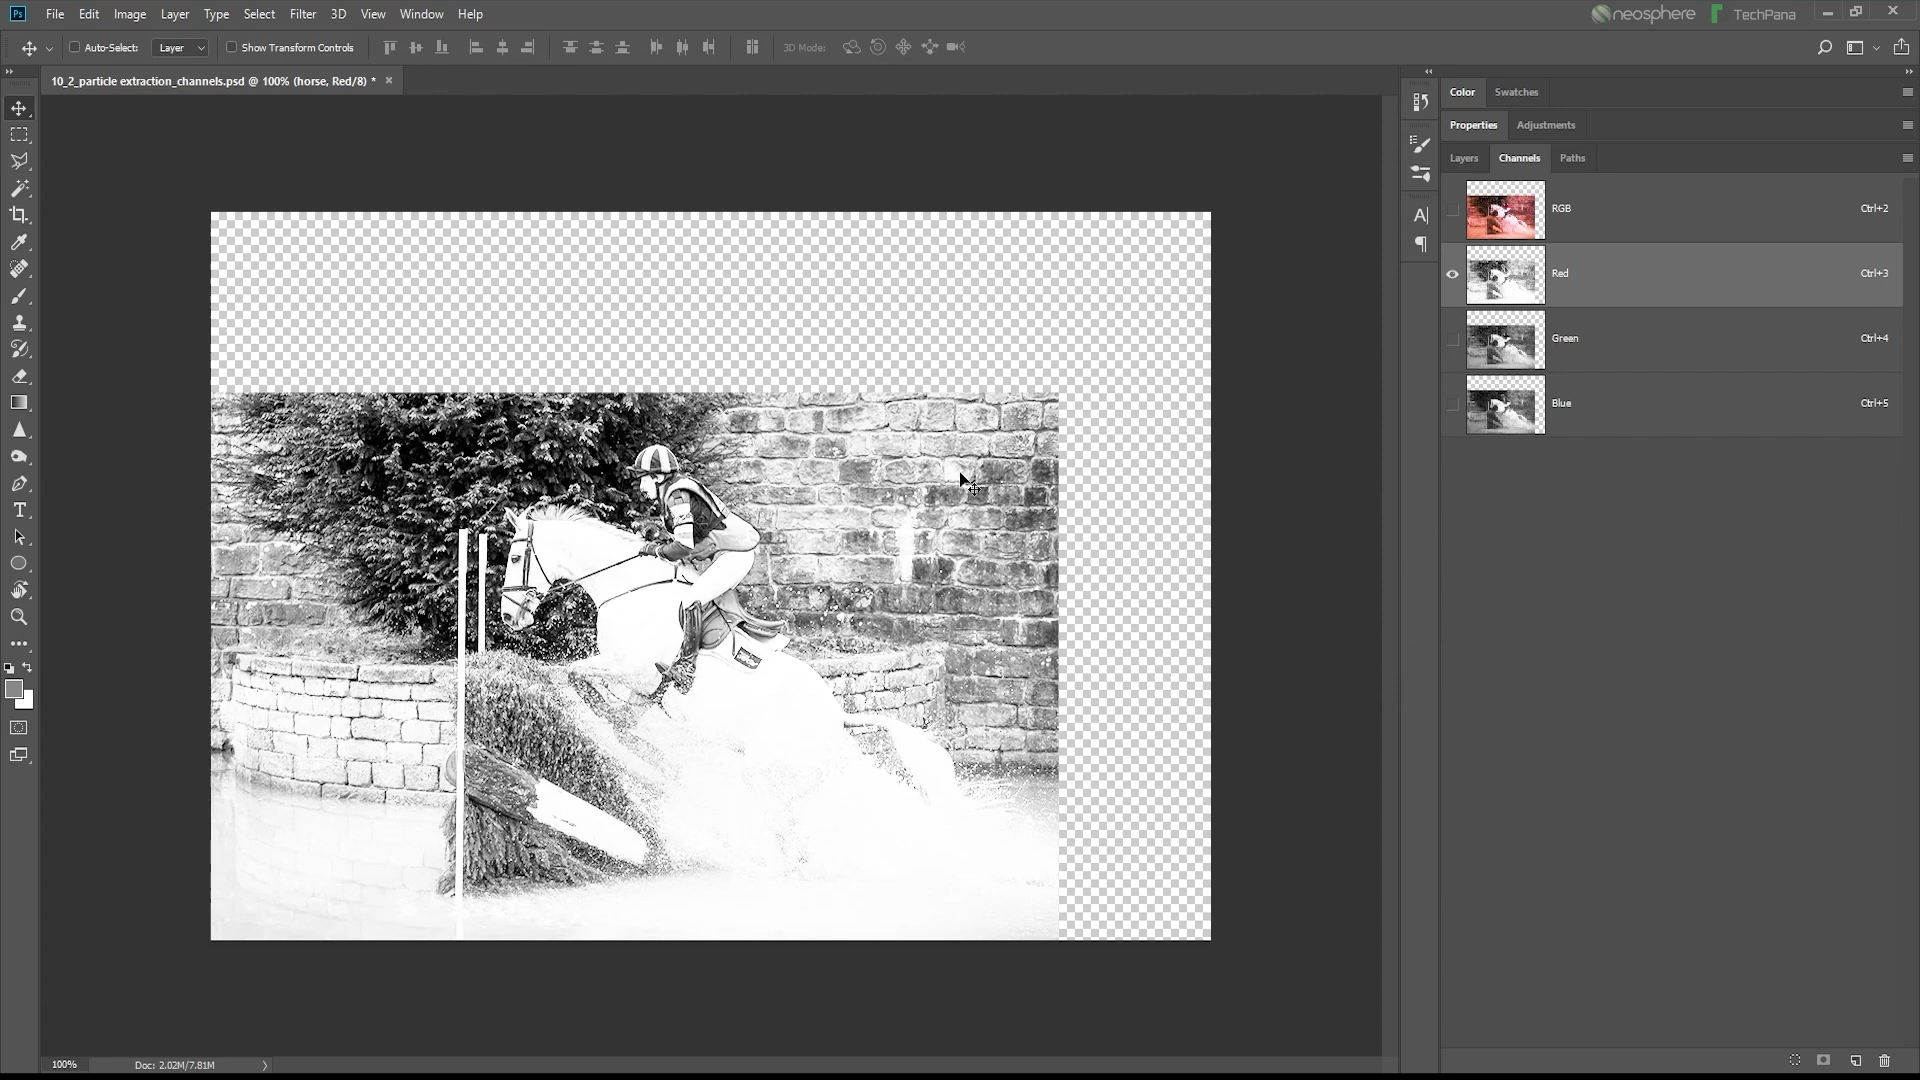 Ps File Edit Image Layer Type Select Filter 3D View Window Help neosphere TechPana
Auto-Select: Layer Show Transform Controls 3D Mode:
10_2_particle extraction_channels.psd @ 100% (horse, Red/8) *
Color Swatches
Properties Adjustments
Layers Channels Paths
RGB Ctrl+2
Red Ctrl+3
Green Ctrl+4
Blue Ctrl+5
100% Doc: 2.02M/7.81M